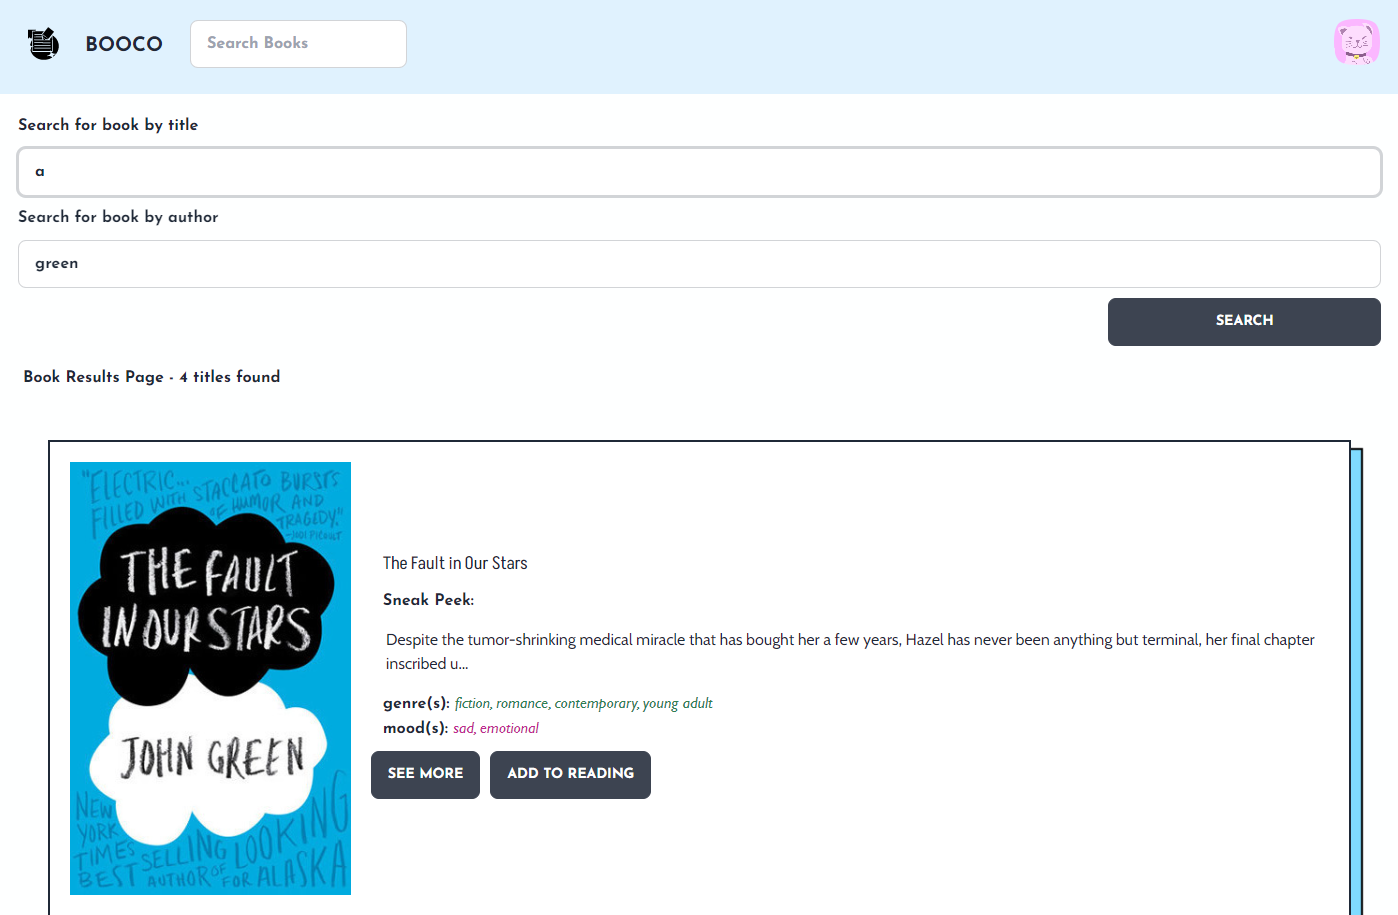 BOOCO
Search Books
Search for book by title
a
Search for book by author
green
SEARCH
Book Results Page - 4 titles found
"ELECTRIC...
FILLED WITH STACCATO BURSTS
OF HUMOR AND
TRAGEDY."
-JODI PICOULT
THE FAULT
IN OUR STARS
JOHN GREEN
NEW
YORK
TIMES BESTSELLING
AUTHOR OF
LOOKING
FOR ALASKA
The Fault in Our Stars
Sneak Peek:
Despite the tumor-shrinking medical miracle that has bought her a few years, Hazel has never been anything but terminal, her final chapter
inscribed u...
genre(s): fiction, romance, contemporary, young adult
mood(s): sad, emotional
SEE MORE
ADD TO READING